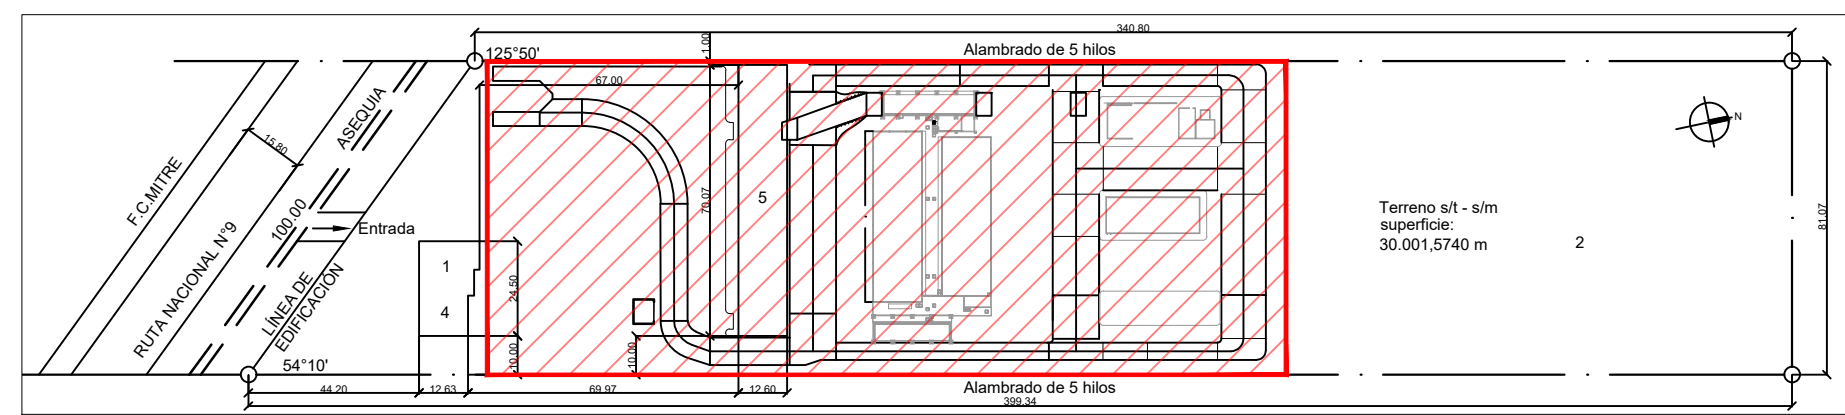 340.80
125°50'
1.00
Alambrado de 5 hilos
67.00
ASEQUIA
15.80
F.C.MITRE
N
100.00
Entrada
RUTA NACIONAL N°9
LÍNEA DE
EDIFICACIÓN
1
4
24.50
70.07
5
Terreno s/t - s/m
superficie:
30.001,5740 m
2
81.07
54°10'
10.00
10.00
44.20
12.63
69.97
12.60
Alambrado de 5 hilos
399.34